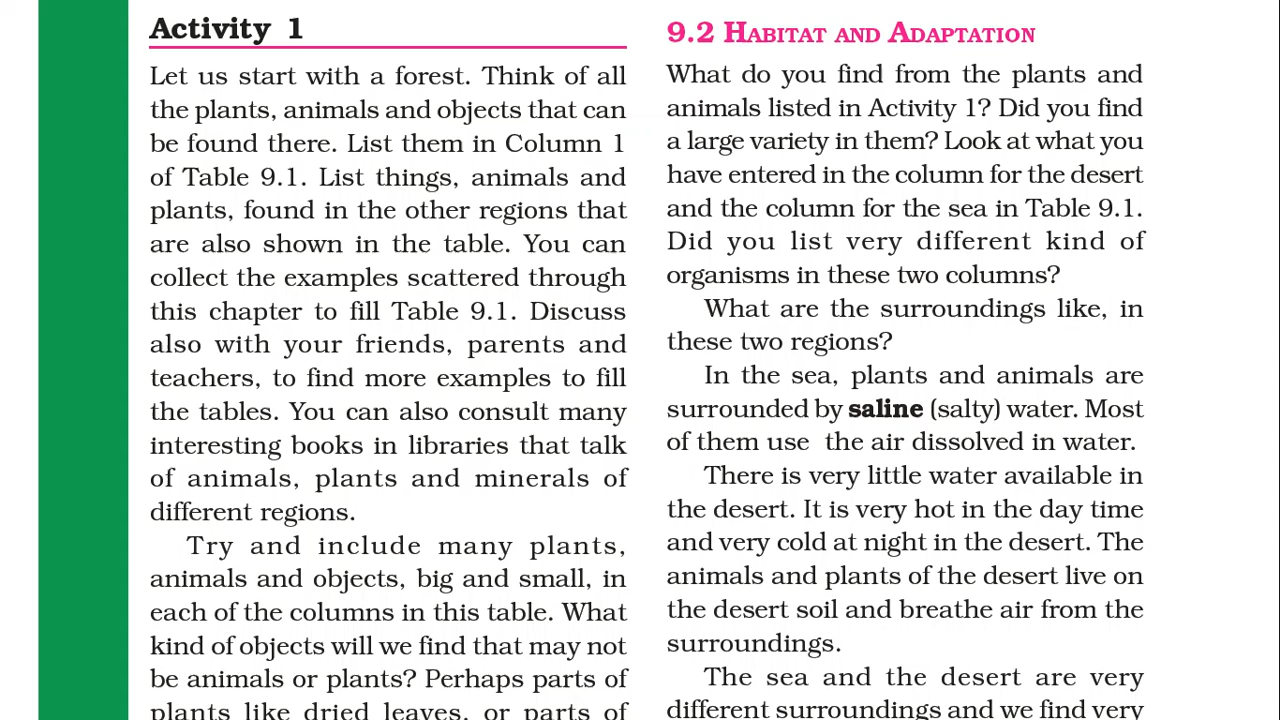 Activity 1
Let us start with a forest. Think of all
the plants, animals and objects that can
be found there. List them in Column 1
of Table 9.1. List things, animals and
plants, found in the other regions that
are also shown in the table. You can
collect the examples scattered through
this chapter to fill Table 9.1. Discuss
also with your friends, parents and
teachers, to find more examples to fill
the tables. You can also consult many
interesting books in libraries that talk
of animals, plants and minerals of
different regions.
Try and include many plants,
animals and objects, big and small, in
each of the columns in this table. What
kind of objects will we find that may not
be animals or plants? Perhaps parts of
plants like dried leaves, or parts of
9.2 HABITAT AND ADAPTATION
What do you find from the plants and
animals listed in Activity 1? Did you find
a large variety in them? Look at what you
have entered in the column for the desert
and the column for the sea in Table 9.1.
Did you list very different kind of
organisms in these two columns?
What are the surroundings like, in
these two regions?
In the sea, plants and animals are
surrounded by saline (salty) water. Most
of them use the air dissolved in water.
There is very little water available in
the desert. It is very hot in the day time
and very cold at night in the desert. The
animals and plants of the desert live on
the desert soil and breathe air from the
surroundings.
The sea and the desert are very
different surroundings and we find very